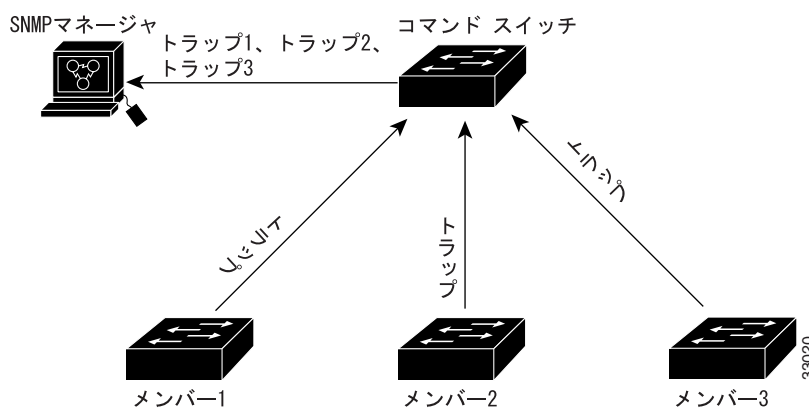 SNMPマネージャ
トラップ1、トラップ2、
トラップ3
コマンド スイッチ
トラップ
トラップ
トラップ
メンバー1
メンバー2
メンバー3
33020